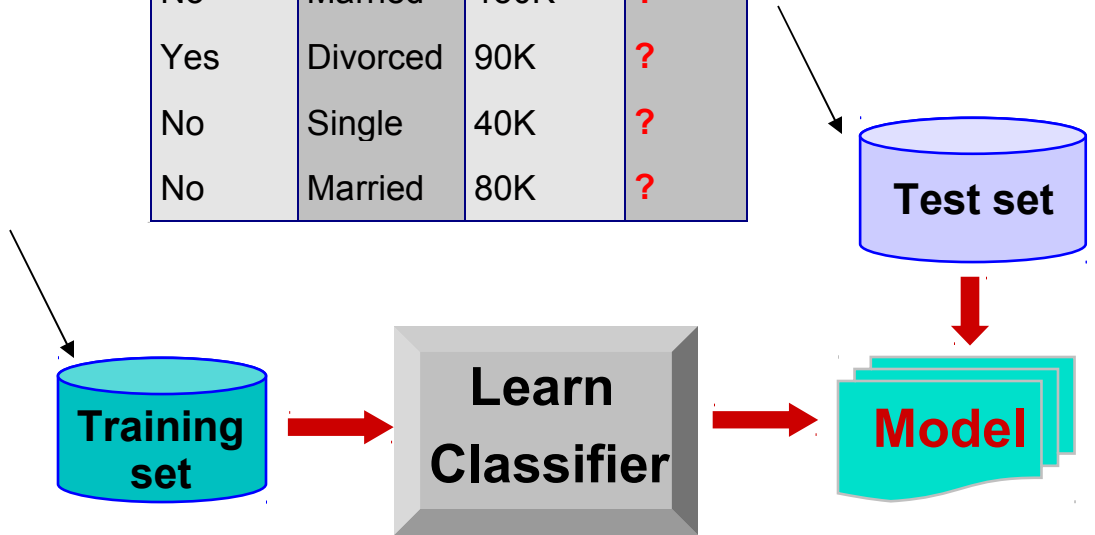 Yes Divorced 90K ?
No Single 40K ?
No Married 80K ?
Test set
Training
set
Learn
Classifier
Model